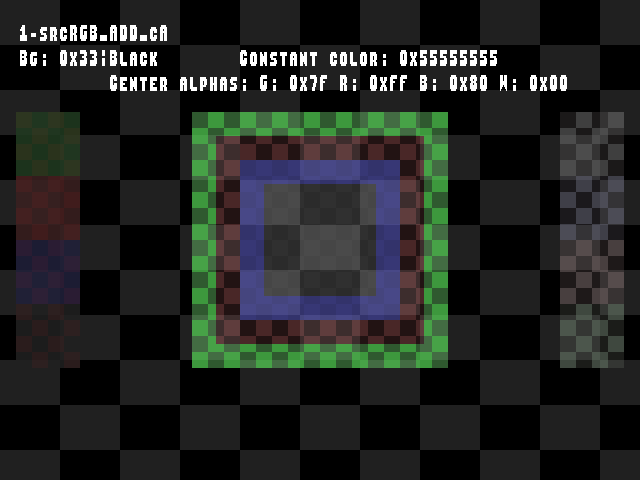 1-srcRGB_ADD_cA
Bg: 0x33|Black Constant color: 0x55555555
Center alphas: G: 0x7f R: 0xff B: 0x80 W: 0x00